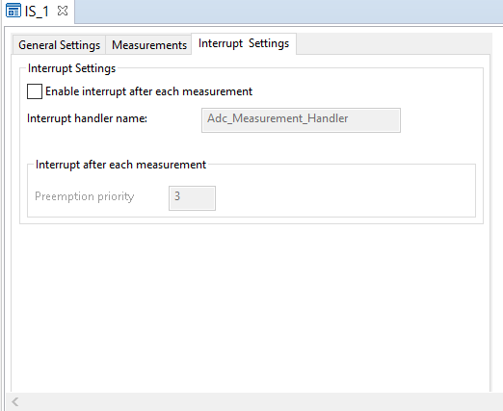 IS_1
General Settings Measurements Interrupt Settings
Interrupt Settings
Enable interrupt after each measurement
Interrupt handler name: Adc_Measurement_Handler
Interrupt after each measurement
Preemption priority 3